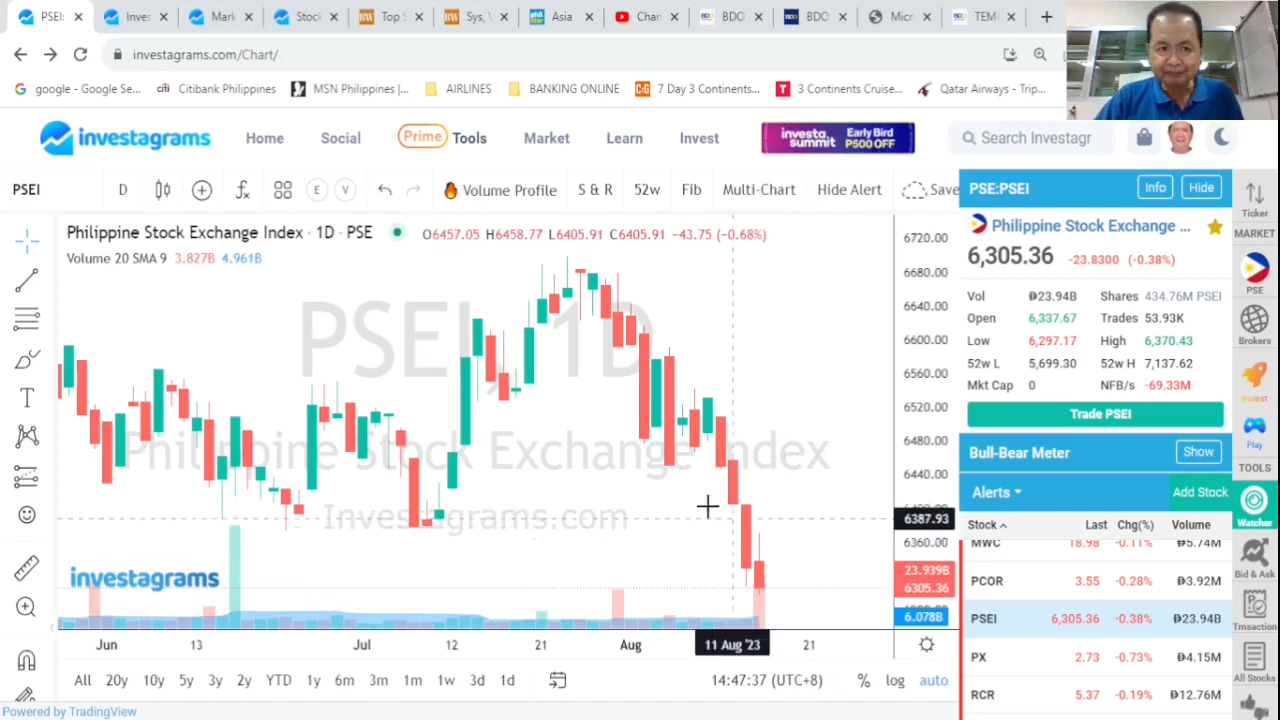 PSEI:
Inves
Mark
Stock
Top S
Sys, V
Asia
Chan
BDO
BDO
Micr
TEMI
investagrams.com/Chart/
google - Google Se...
Citibank Philippines
MSN Philippines |...
AIRLINES
BANKING ONLINE
7 Day 3 Continents...
3 Continents Cruise...
Qatar Airways - Trip...
investagrams
Home
Social
Prime Tools
Market
Learn
Invest
investa summit Early Bird P500 OFF
Search Investagr
PSEI
D
E
V
Volume Profile
S & R
52w
Fib
Multi-Chart
Hide Alert
Save
Philippine Stock Exchange Index · 1D · PSE
O6457.05 H6458.77 L6405.91 C6405.91 -43.75 (-0.68%)
Volume 20 SMA 9 3.827B 4.961B
PSEI, 1D
Philippine Stock Exchange Index
Investagrams.com
investagrams
6720.00
6680.00
6640.00
6600.00
6560.00
6520.00
6480.00
6440.00
6387.93
6360.00
23.939B
6305.36
6.078B
Jun
13
Jul
12
21
Aug
11 Aug '23
21
All
20y
10y
5y
3y
2y
YTD
1y
6m
3m
1m
1w
3d
1d
14:47:37 (UTC+8)
%
log
auto
Powered by TradingView
PSE:PSEI
Info
Hide
Philippine Stock Exchange ...
6,305.36 -23.8300 (-0.38%)
Vol ₱23.94B Shares 434.76M PSEI
Open 6,337.67 Trades 53.93K
Low 6,297.17 High 6,370.43
52w L 5,699.30 52w H 7,137.62
Mkt Cap 0 NFB/s -69.33M
Trade PSEI
Bull-Bear Meter
Show
Alerts
Add Stock
Stock Last Chg(%) Volume
MWC 18.98 -0.11% ₱5.74M
PCOR 3.55 -0.28% ₱3.92M
PSEI 6,305.36 -0.38% ₱23.94B
PX 2.73 -0.73% ₱4.15M
RCR 5.37 -0.19% ₱12.76M
Ticker
MARKET
PSE
Brokers
Invest
Play
TOOLS
Watcher
Bid & Ask
Trnsaction
All Stocks